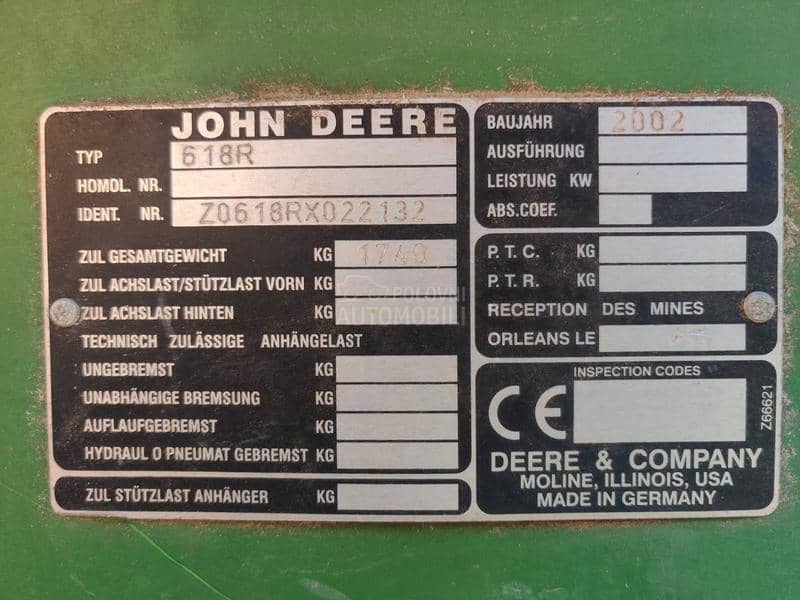 JOHN DEERE
TYP 618R
HOMOL. NR.
IDENT. NR. Z0618RX022132
ZUL GESAMTGEWICHT KG 1740
ZUL ACHSLAST/STÜTZLAST VORN KG
ZUL ACHSLAST HINTEN KG
TECHNISCH ZULÄSSIGE ANHÄNGELAST
UNGEBREMST KG
UNABHÄNGIGE BREMSUNG KG
AUFLAUFGEBREMST KG
HYDRAUL O PNEUMAT GEBREMST KG
ZUL STÜTZLAST ANHÄNGER KG
BAUJAHR 2002
AUSFÜHRUNG
LEISTUNG KW
ABS.COEF.
P. T. C. KG
P. T. R. KG
RECEPTION DES MINES
ORLEANS LE
INSPECTION CODES
CE
Z66621
DEERE & COMPANY
MOLINE, ILLINOIS, USA
MADE IN GERMANY
POLOVNI
AUTOMOBILI